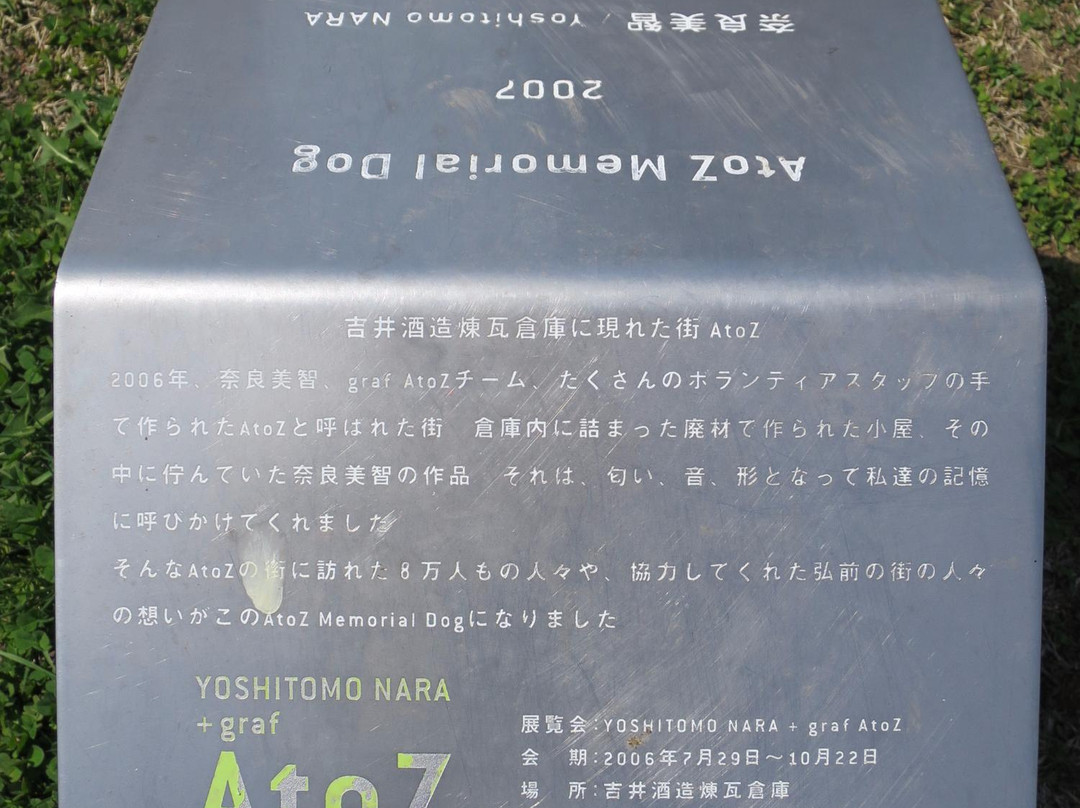 AtoZ Memorial Dog
2007
奈良美智 / Yoshitomo NARA
吉井酒造煉瓦倉庫に現れた街 AtoZ
2006年、奈良美智、graf AtoZチーム、たくさんのボランティアスタッフの手
で作られたAtoZと呼ばれた街　倉庫内に詰まった廃材で作られた小屋、その
中に佇んでいた奈良美智の作品　それは、匂い、音、形となって私達の記憶
に呼びかけてくれました
そんなAtoZの街に訪れた8万人もの人々や、協力してくれた弘前の街の人々
の想いがこのAtoZ Memorial Dogになりました
YOSHITOMO NARA
+ graf
AtoZ
展覧会：YOSHITOMO NARA + graf AtoZ
会　期：2006年7月29日～10月22日
場　所：吉井酒造煉瓦倉庫